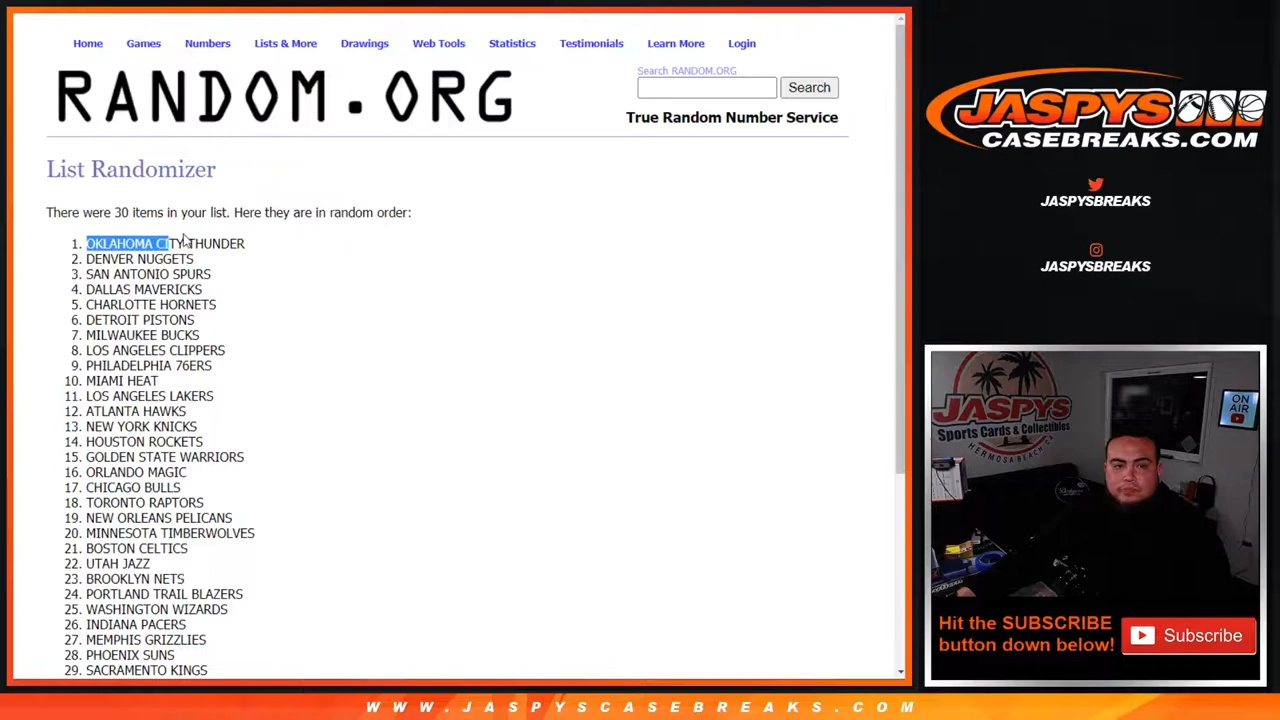 Home Games Numbers Lists & More Drawings Web Tools Statistics Testimonials Learn More Login
RANDOM.ORG
Search RANDOM.ORG
Search
True Random Number Service
List Randomizer
There were 30 items in your list. Here they are in random order:
1. OKLAHOMA CITY THUNDER
2. DENVER NUGGETS
3. SAN ANTONIO SPURS
4. DALLAS MAVERICKS
5. CHARLOTTE HORNETS
6. DETROIT PISTONS
7. MILWAUKEE BUCKS
8. LOS ANGELES CLIPPERS
9. PHILADELPHIA 76ERS
10. MIAMI HEAT
11. LOS ANGELES LAKERS
12. ATLANTA HAWKS
13. NEW YORK KNICKS
14. HOUSTON ROCKETS
15. GOLDEN STATE WARRIORS
16. ORLANDO MAGIC
17. CHICAGO BULLS
18. TORONTO RAPTORS
19. NEW ORLEANS PELICANS
20. MINNESOTA TIMBERWOLVES
21. BOSTON CELTICS
22. UTAH JAZZ
23. BROOKLYN NETS
24. PORTLAND TRAIL BLAZERS
25. WASHINGTON WIZARDS
26. INDIANA PACERS
27. MEMPHIS GRIZZLIES
28. PHOENIX SUNS
29. SACRAMENTO KINGS
JASPYS
CASEBREAKS.COM
JASPYSBREAKS
JASPYSBREAKS
JASPYS
Sports Cards & Collectibles
HERMOSA BEACH CA
ON
AIR
Hit the SUBSCRIBE
button down below!
Subscribe
WWW.JASPYSCASEBREAKS.COM